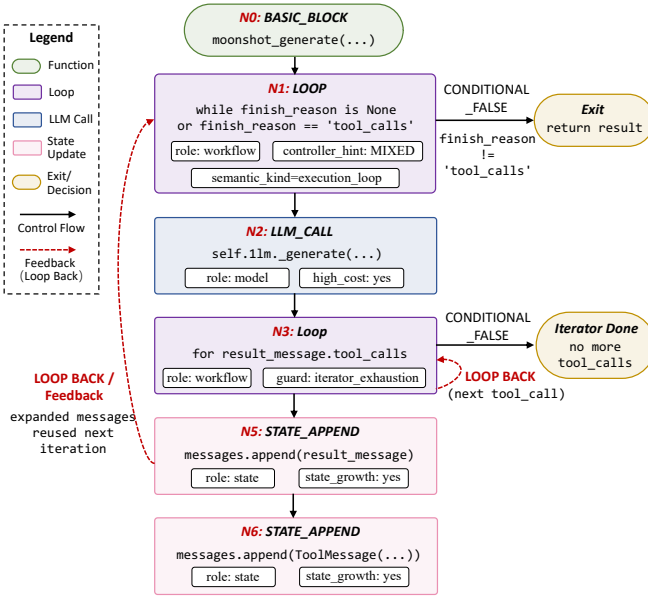 Legend
Function
Loop
LLM Call
State
Update
Exit/
Decision
Control Flow
Feedback
(Loop Back)
N0: BASIC_BLOCK
moonshot_generate(...)
N1: LOOP
while finish_reason is None
or finish_reason == 'tool_calls'
role: workflow
controller_hint: MIXED
semantic_kind=execution_loop
CONDITIONAL
_FALSE
finish_reason
!=
'tool_calls'
Exit
return result
N2: LLM_CALL
self.1lm._generate(...)
role: model
high_cost: yes
N3: Loop
for result_message.tool_calls
role: workflow
guard: iterator_exhaustion
CONDITIONAL
_FALSE
Iterator Done
no more
tool_calls
LOOP BACK
(next tool_call)
LOOP BACK /
Feedback
expanded messages
reused next
iteration
N5: STATE_APPEND
messages.append(result_message)
role: state
state_growth: yes
N6: STATE_APPEND
messages.append(ToolMessage(...))
role: state
state_growth: yes